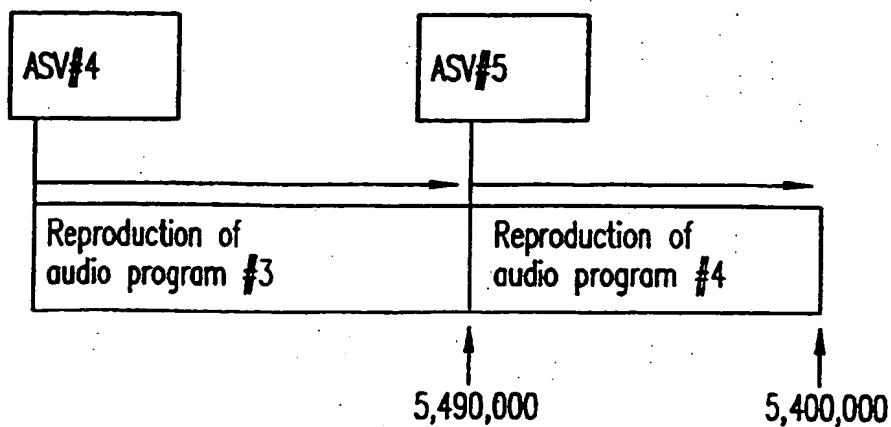 ASV#4
ASV#5
Reproduction of
audio program #3
Reproduction of
audio program #4
5,490,000
5,400,000